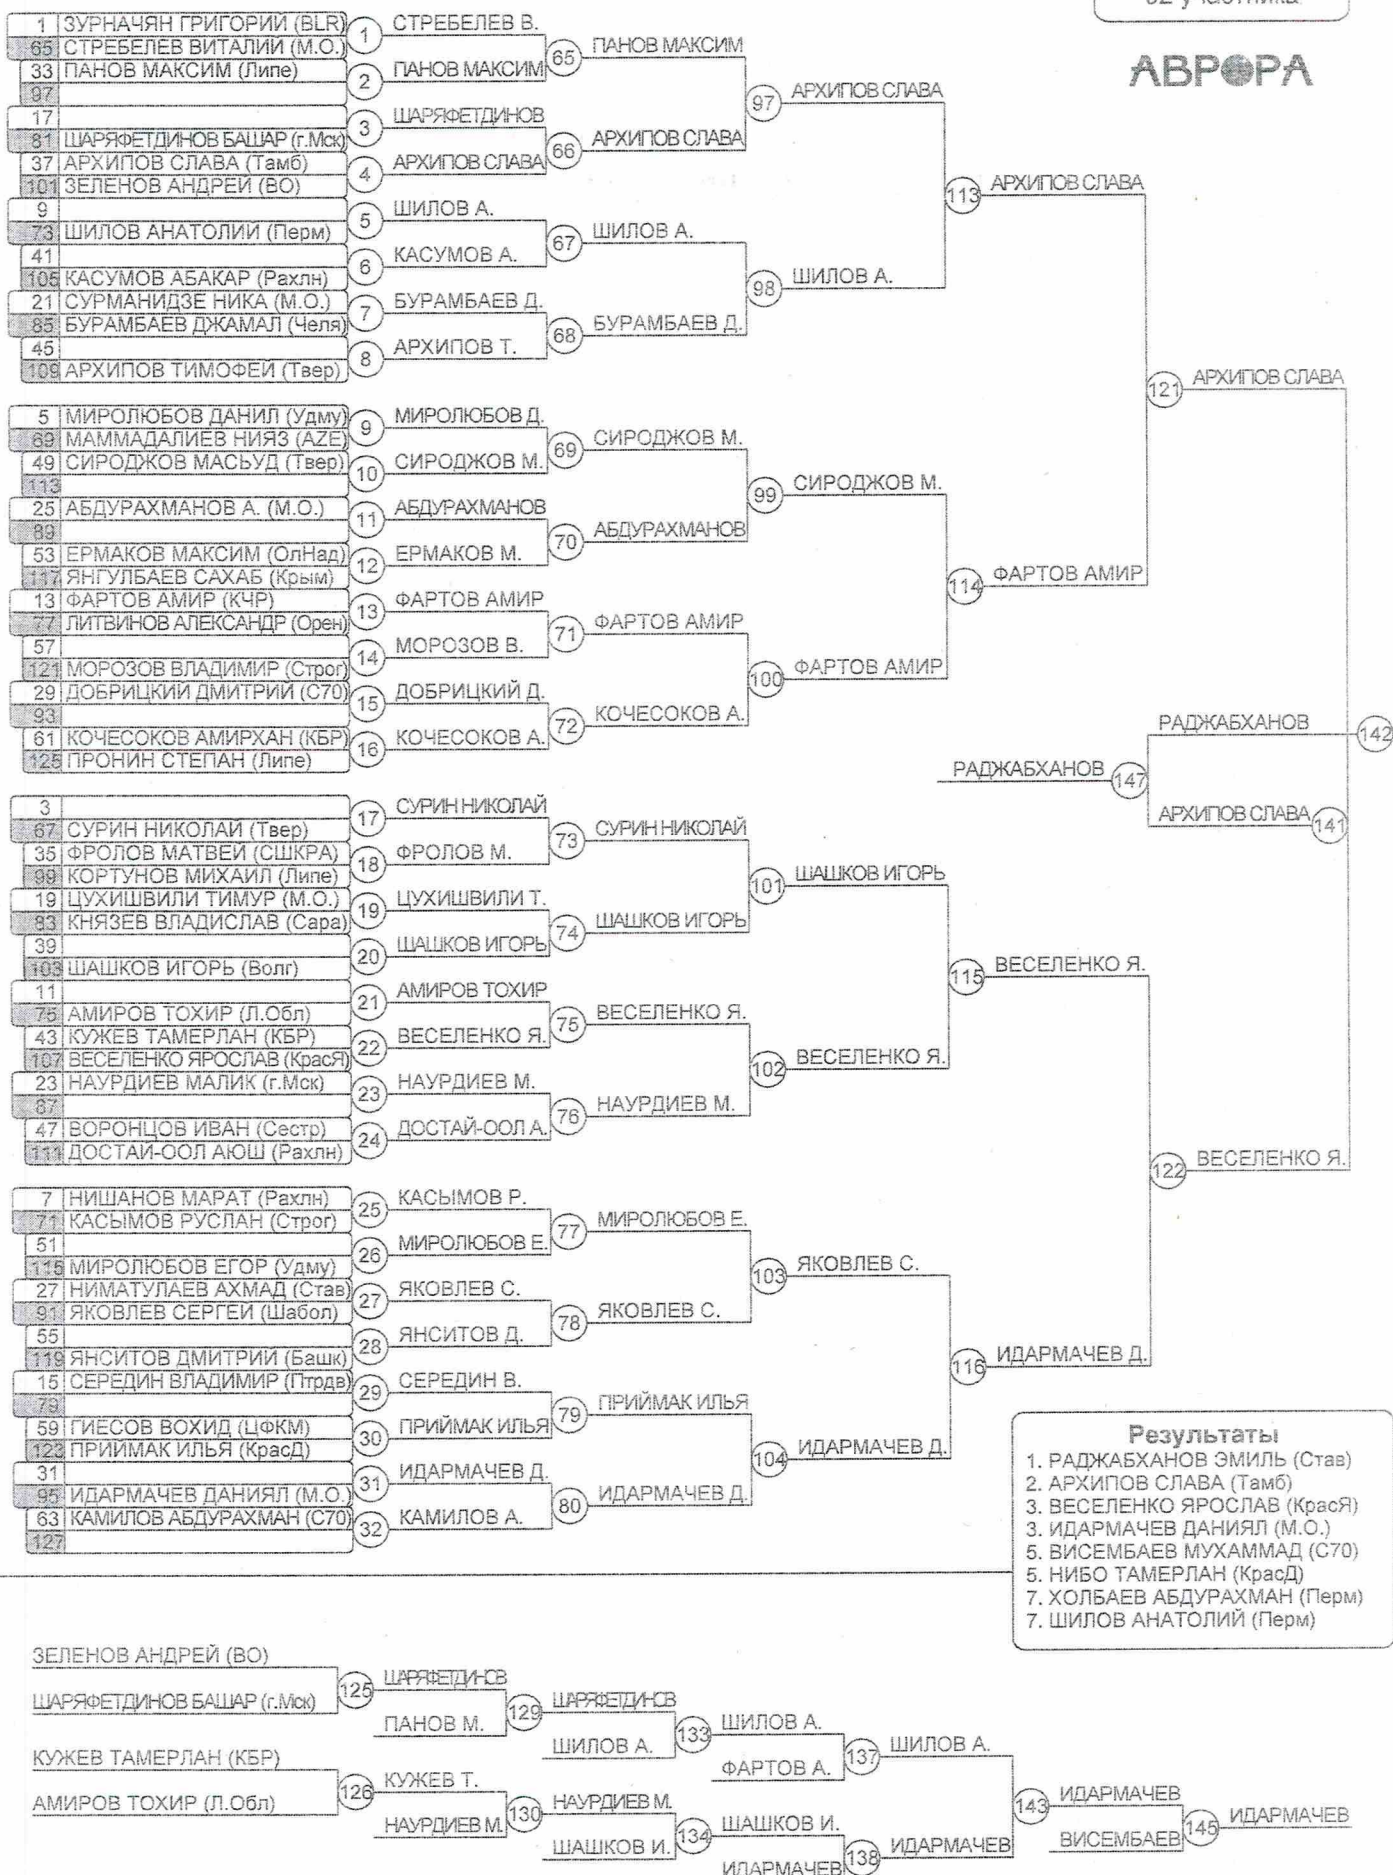 АВРОРА
1 ЗУРНАЧЯН ГРИГОРИЙ (BLR)
65 СТРЕБЕЛЕВ ВИТАЛИЙ (М.О.)
33 ПАНОВ МАКСИМ (Липе)
97
17
81 ШАРЯФЕТДИНОВ БАШАР (г.Мск)
37 АРХИПОВ СЛАВА (Тамб)
101 ЗЕЛЕНОВ АНДРЕЙ (ВО)
9
73 ШИЛОВ АНАТОЛИЙ (Перм)
41
105 КАСУМОВ АБАКАР (Рахлн)
21 СУРМАНИДЗЕ НИКА (М.О.)
85 БУРАМБАЕВ ДЖАМАЛ (Челя)
45
109 АРХИПОВ ТИМОФЕЙ (Твер)
1 СТРЕБЕЛЕВ В.
2 ПАНОВ МАКСИМ
3 ШАРЯФЕТДИНОВ
4 АРХИПОВ СЛАВА
5 ШИЛОВ А.
6 КАСУМОВ А.
7 БУРАМБАЕВ Д.
8 АРХИПОВ Т.
65 ПАНОВ МАКСИМ
66 АРХИПОВ СЛАВА
67 ШИЛОВ А.
68 БУРАМБАЕВ Д.
97 АРХИПОВ СЛАВА
98 ШИЛОВ А.
113 АРХИПОВ СЛАВА
5 МИРОЛЮБОВ ДАНИЛ (Удму)
69 МАММАДАЛИЕВ НИЯЗ (AZE)
49 СИРОДЖОВ МАСЬУД (Твер)
113
25 АБДУРАХМАНОВ А. (М.О.)
89
53 ЕРМАКОВ МАКСИМ (ОлНад)
117 ЯНГУЛБАЕВ САХАБ (Крым)
13 ФАРТОВ АМИР (КЧР)
77 ЛИТВИНОВ АЛЕКСАНДР (Орен)
57
121 МОРОЗОВ ВЛАДИМИР (Строг)
29 ДОБРИЦКИЙ ДМИТРИЙ (С70)
93
61 КОЧЕСОКОВ АМИРХАН (КБР)
125 ПРОНИН СТЕПАН (Липе)
9 МИРОЛЮБОВ Д.
10 СИРОДЖОВ М.
11 АБДУРАХМАНОВ
12 ЕРМАКОВ М.
13 ФАРТОВ АМИР
14 МОРОЗОВ В.
15 ДОБРИЦКИЙ Д.
16 КОЧЕСОКОВ А.
69 СИРОДЖОВ М.
70 АБДУРАХМАНОВ
71 ФАРТОВ АМИР
72 КОЧЕСОКОВ А.
99 СИРОДЖОВ М.
100 ФАРТОВ АМИР
114 ФАРТОВ АМИР
121 АРХИПОВ СЛАВА
РАДЖАБХАНОВ 142
РАДЖАБХАНОВ 147
АРХИПОВ СЛАВА 141
3
67 СУРИН НИКОЛАЙ (Твер)
35 ФРОЛОВ МАТВЕЙ (СШКРА)
99 КОРТУНОВ МИХАИЛ (Липе)
19 ЦУХИШВИЛИ ТИМУР (М.О.)
83 КНЯЗЕВ ВЛАДИСЛАВ (Сара)
39
103 ШАШКОВ ИГОРЬ (Волг)
11
75 АМИРОВ ТОХИР (Л.Обл)
43 КУЖЕВ ТАМЕРЛАН (КБР)
107 ВЕСЕЛЕНКО ЯРОСЛАВ (КрасЯ)
23 НАУРДИЕВ МАЛИК (г.Мск)
87
47 ВОРОНЦОВ ИВАН (Сестр)
111 ДОСТАЙ-ООЛ АЮШ (Рахлн)
17 СУРИН НИКОЛАЙ
18 ФРОЛОВ М.
19 ЦУХИШВИЛИ Т.
20 ШАШКОВ ИГОРЬ
21 АМИРОВ ТОХИР
22 ВЕСЕЛЕНКО Я.
23 НАУРДИЕВ М.
24 ДОСТАЙ-ООЛ А.
73 СУРИН НИКОЛАЙ
74 ШАШКОВ ИГОРЬ
75 ВЕСЕЛЕНКО Я.
76 НАУРДИЕВ М.
101 ШАШКОВ ИГОРЬ
102 ВЕСЕЛЕНКО Я.
115 ВЕСЕЛЕНКО Я.
122 ВЕСЕЛЕНКО Я.
7 НИШАНОВ МАРАТ (Рахлн)
71 КАСЫМОВ РУСЛАН (Строг)
51
115 МИРОЛЮБОВ ЕГОР (Удму)
27 НИМАТУЛАЕВ АХМАД (Став)
91 ЯКОВЛЕВ СЕРГЕЙ (Шабол)
55
119 ЯНСИТОВ ДМИТРИЙ (Башк)
15 СЕРЕДИН ВЛАДИМИР (Птрдв)
79
59 ГИЕСОВ ВОХИД (ЦФКМ)
123 ПРИЙМАК ИЛЬЯ (КрасД)
31
95 ИДАРМАЧЕВ ДАНИЯЛ (М.О.)
63 КАМИЛОВ АБДУРАХМАН (С70)
127
25 КАСЫМОВ Р.
26 МИРОЛЮБОВ Е.
27 ЯКОВЛЕВ С.
28 ЯНСИТОВ Д.
29 СЕРЕДИН В.
30 ПРИЙМАК ИЛЬЯ
31 ИДАРМАЧЕВ Д.
32 КАМИЛОВ А.
77 МИРОЛЮБОВ Е.
78 ЯКОВЛЕВ С.
79 ПРИЙМАК ИЛЬЯ
80 ИДАРМАЧЕВ Д.
103 ЯКОВЛЕВ С.
104 ИДАРМАЧЕВ Д.
116 ИДАРМАЧЕВ Д.
Результаты
1. РАДЖАБХАНОВ ЭМИЛЬ (Став)
2. АРХИПОВ СЛАВА (Тамб)
3. ВЕСЕЛЕНКО ЯРОСЛАВ (КрасЯ)
3. ИДАРМАЧЕВ ДАНИЯЛ (М.О.)
5. ВИСЕМБАЕВ МУХАММАД (С70)
5. НИБО ТАМЕРЛАН (КрасД)
7. ХОЛБАЕВ АБДУРАХМАН (Перм)
7. ШИЛОВ АНАТОЛИЙ (Перм)
ЗЕЛЕНОВ АНДРЕЙ (ВО)
ШАРЯФЕТДИНОВ БАШАР (г.Мск)
125 ШАРЯФЕТДИНОВ
ПАНОВ М.
129 ШАРЯФЕТДИНОВ
ШИЛОВ А.
133 ШИЛОВ А.
ФАРТОВ А.
137 ШИЛОВ А.
КУЖЕВ ТАМЕРЛАН (КБР)
АМИРОВ ТОХИР (Л.Обл)
126 КУЖЕВ Т.
НАУРДИЕВ М.
130 НАУРДИЕВ М.
ШАШКОВ И.
134 ШАШКОВ И.
ИДАРМАЧЕВ
138 ИДАРМАЧЕВ
143 ИДАРМАЧЕВ
ВИСЕМБАЕВ
145 ИДАРМАЧЕВ